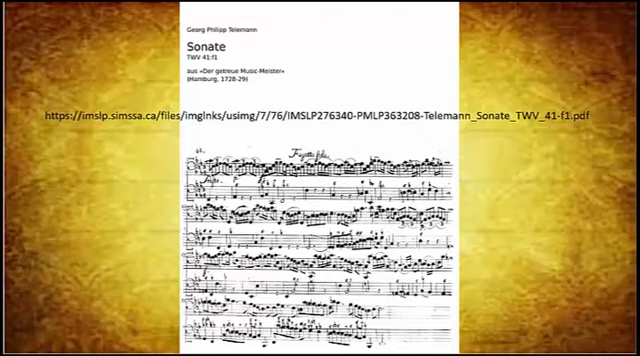 Georg Philipp Telemann
Sonate
TWV 41:f1
aus «Der getreue Music-Meister»
(Hamburg, 1728-29)
https://imslp.simssa.ca/files/imglnks/usimg/7/76/IMSLP276340-PMLP363208-Telemann_Sonate_TWV_41-f1.pdf